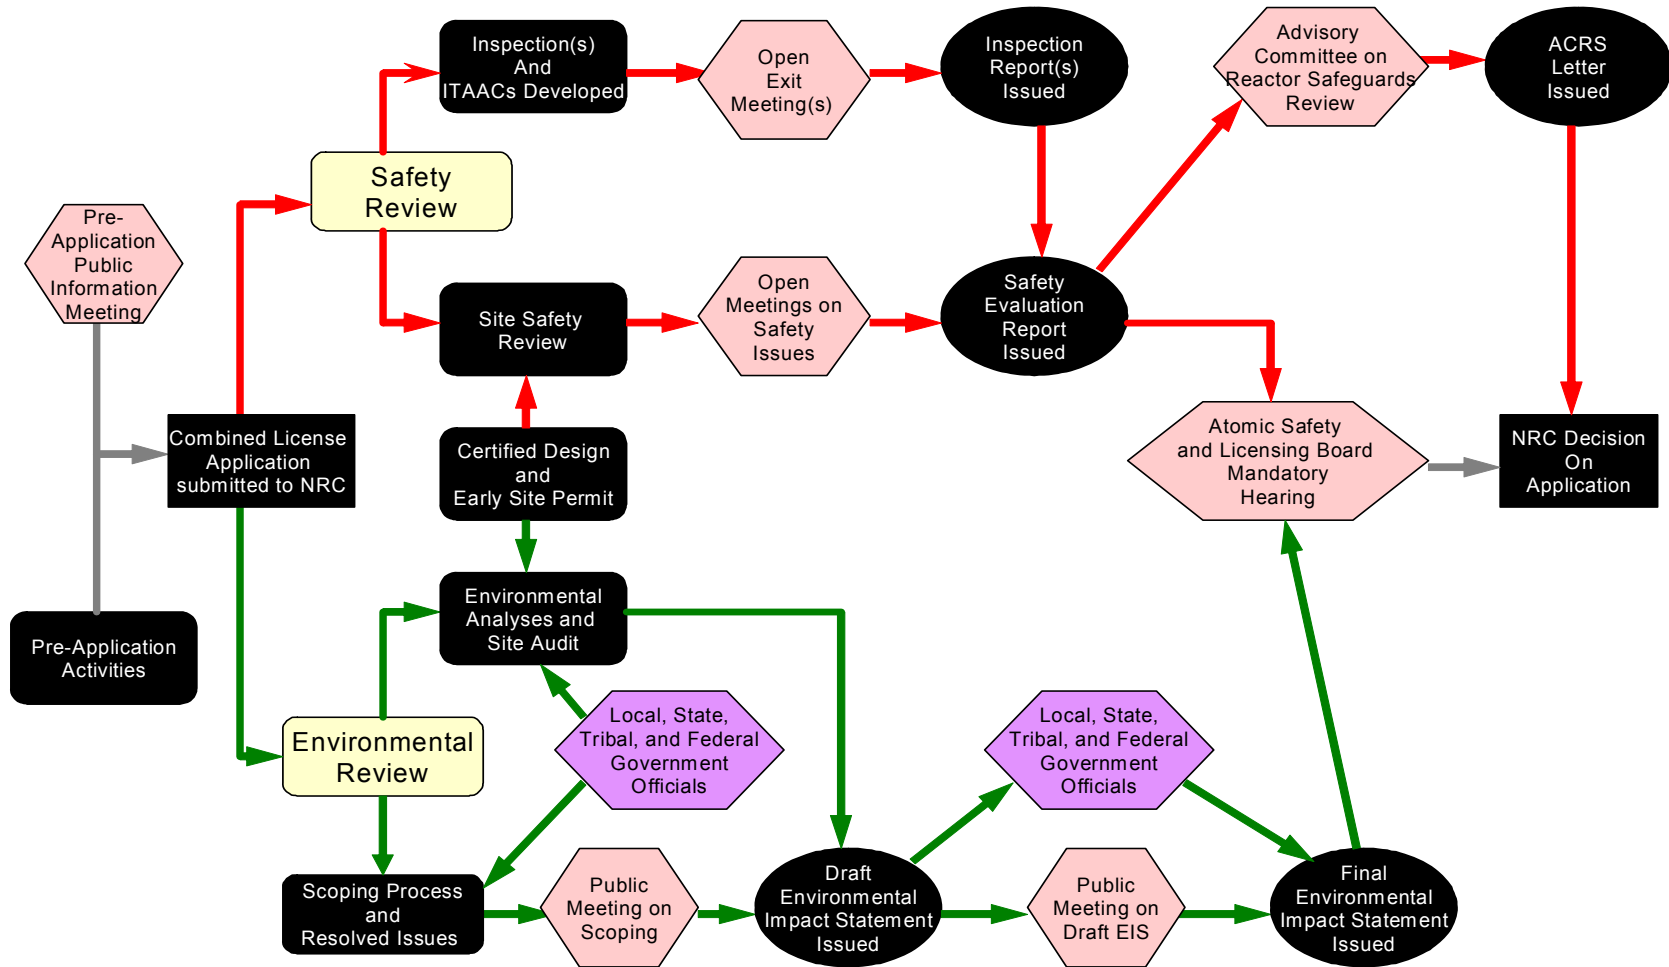 Inspection(s)
And
ITAACs Developed
Open
Exit
Meeting(s)
Inspection
Report(s)
Issued
Advisory
Committee on
Reactor Safeguards
Review
ACRS
Letter
Issued
Safety
Review
Pre-
Application
Public
Information
Meeting
Site Safety
Review
Open
Meetings on
Safety
Issues
Safety
Evaluation
Report
Issued
Combined License
Application
submitted to NRC
Certified Design
and
Early Site Permit
Atomic Safety
and Licensing Board
Mandatory
Hearing
NRC Decision
On
Application
Pre-Application
Activities
Environmental
Analyses and
Site Audit
Environmental
Review
Local, State,
Tribal, and Federal
Government
Officials
Local, State,
Tribal, and Federal
Government
Officials
Scoping Process
and
Resolved Issues
Public
Meeting on
Scoping
Draft
Environmental
Impact Statement
Issued
Public
Meeting on
Draft EIS
Final
Environmental
Impact Statement
Issued